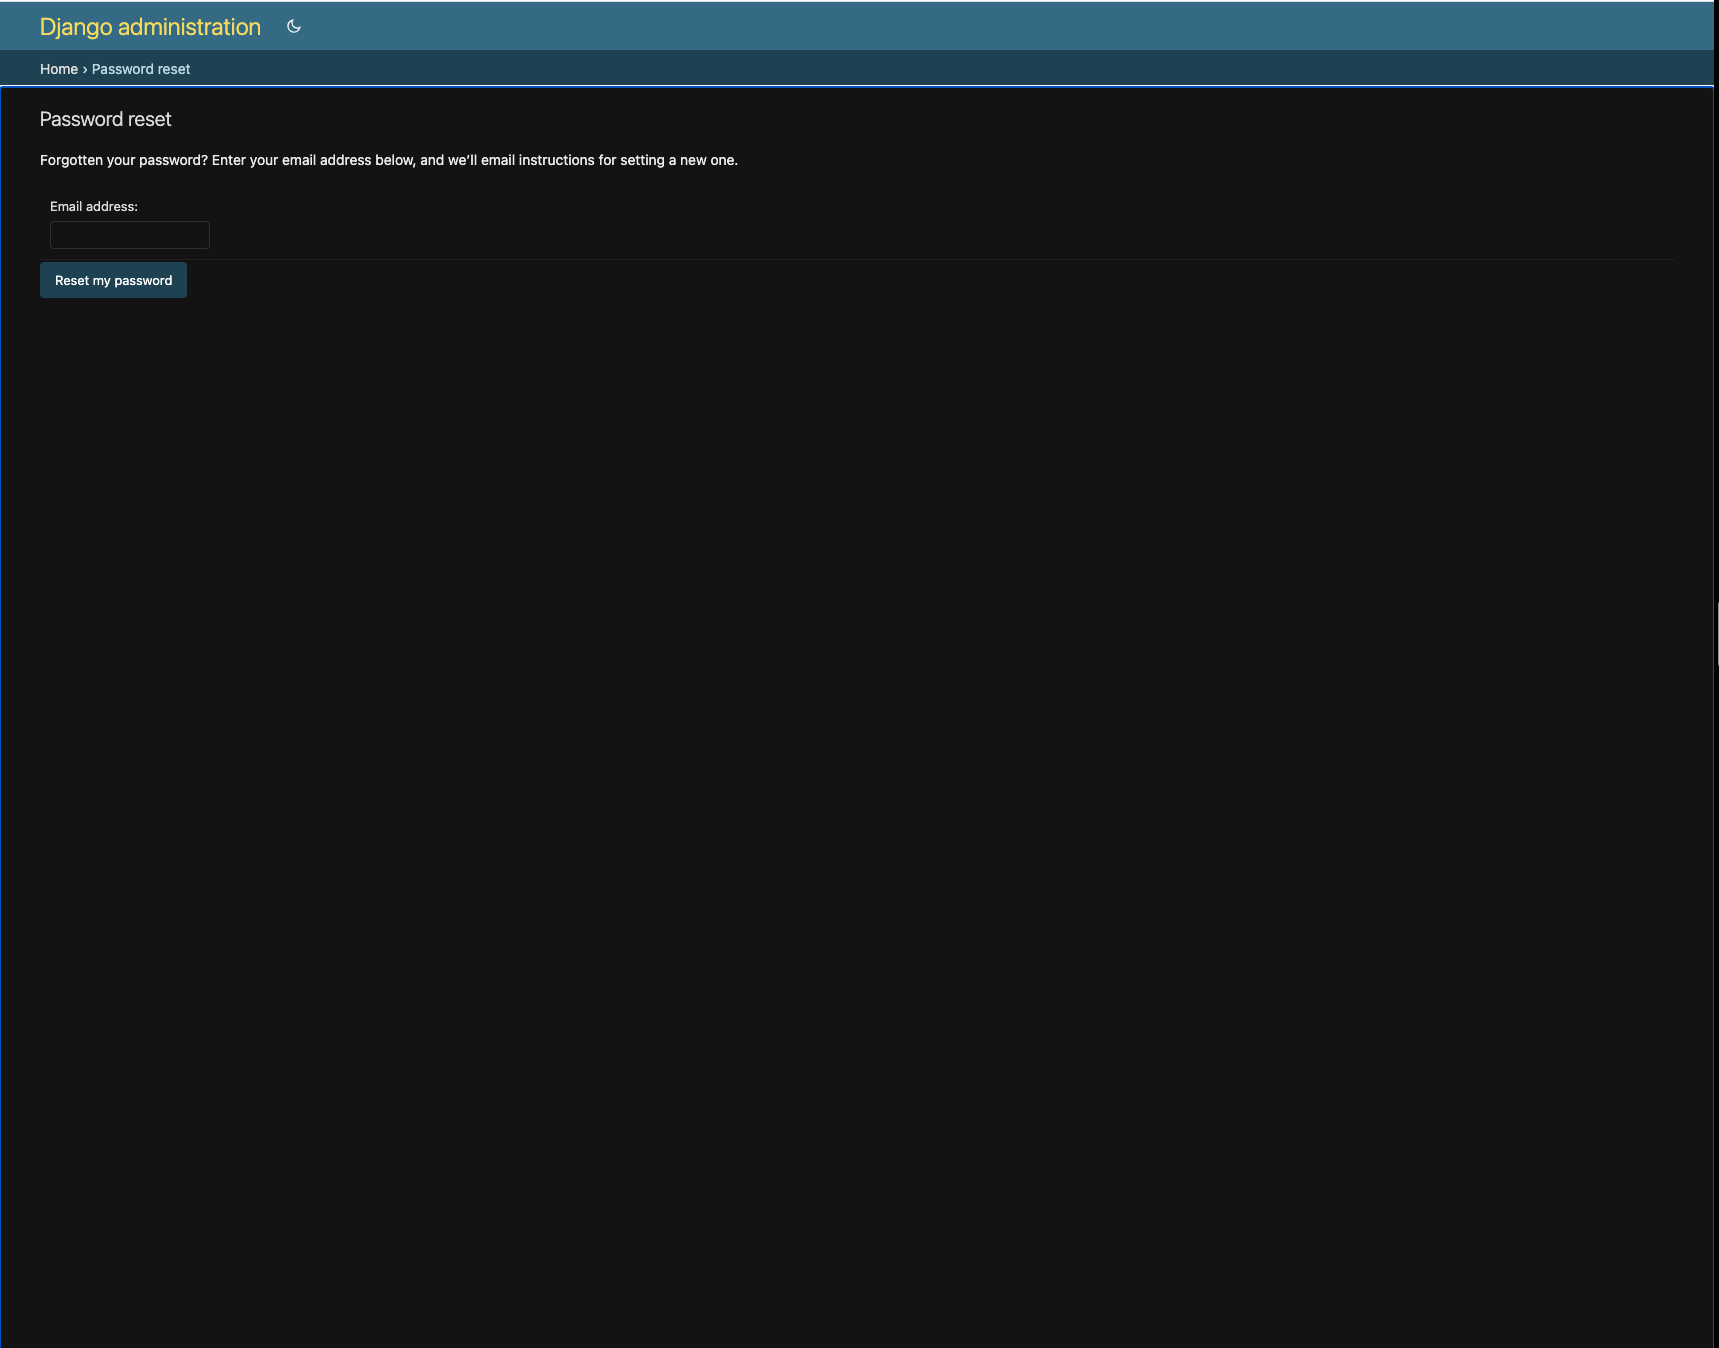 Django administration
Home › Password reset
Password reset
Forgotten your password? Enter your email address below, and we’ll email instructions for setting a new one.
Email address:
Reset my password